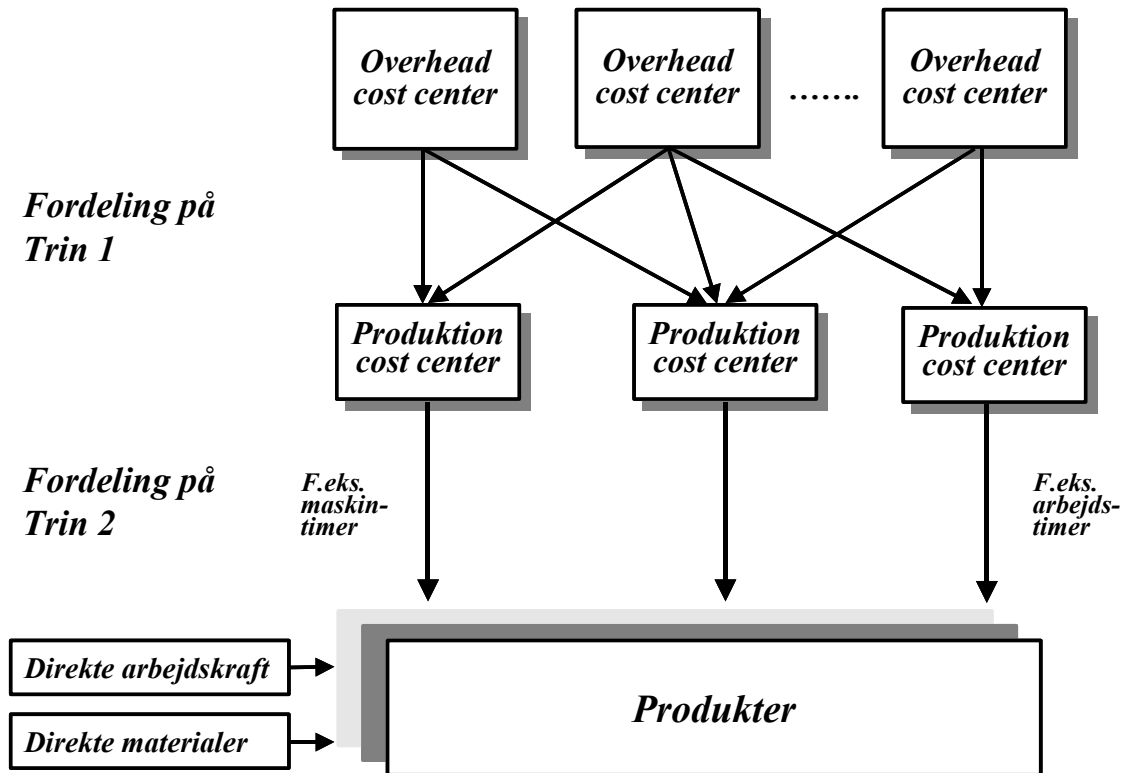 Overhead
cost center
Overhead
cost center
…….
Overhead
cost center
Fordeling på
Trin 1
Produktion
cost center
Produktion
cost center
Produktion
cost center
Fordeling på
Trin 2
F.eks.
maskin-
timer
F.eks.
arbejds-
timer
Direkte arbejdskraft
Direkte materialer
Produkter